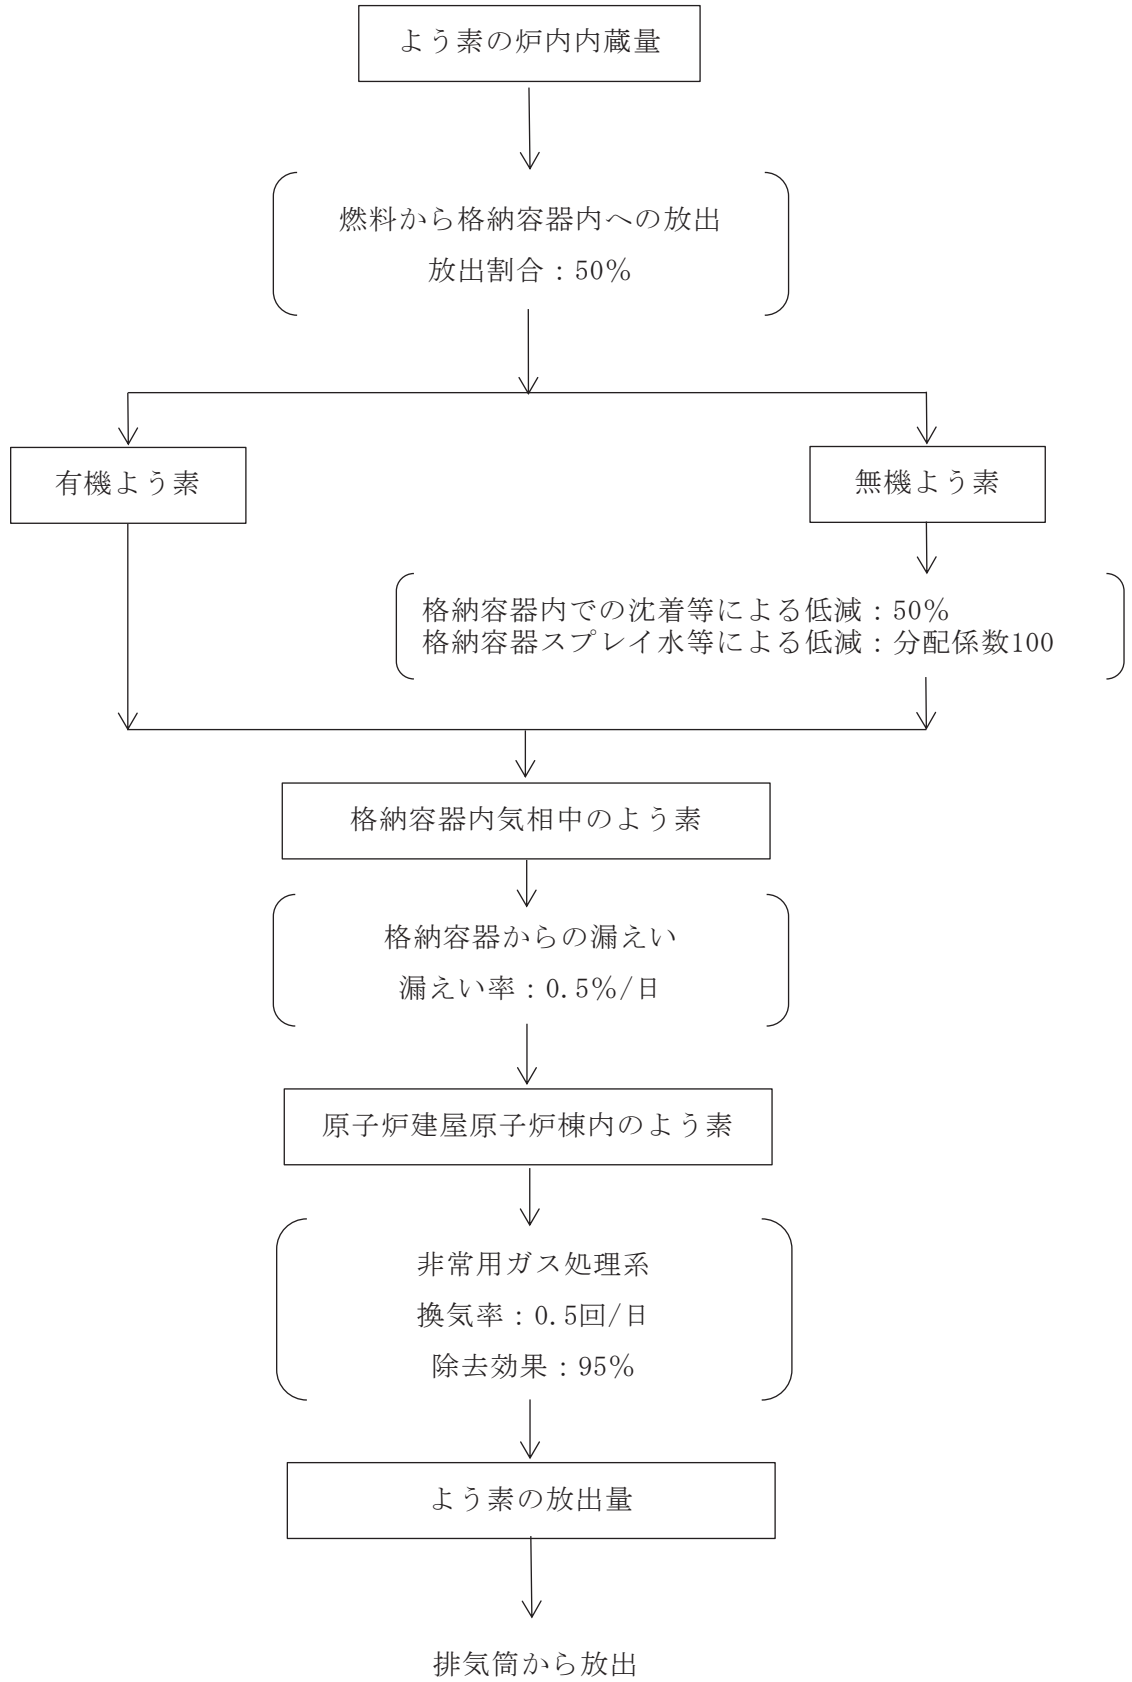 よう素の炉内内蔵量
燃料から格納容器内への放出
放出割合：50％
有機よう素
無機よう素
格納容器内での沈着等による低減：50％
格納容器スプレイ水等による低減：分配係数100
格納容器内気相中のよう素
格納容器からの漏えい
漏えい率：0.5％/日
原子炉建屋原子炉棟内のよう素
非常用ガス処理系
換気率：0.5回/日
除去効果：95％
よう素の放出量
排気筒から放出